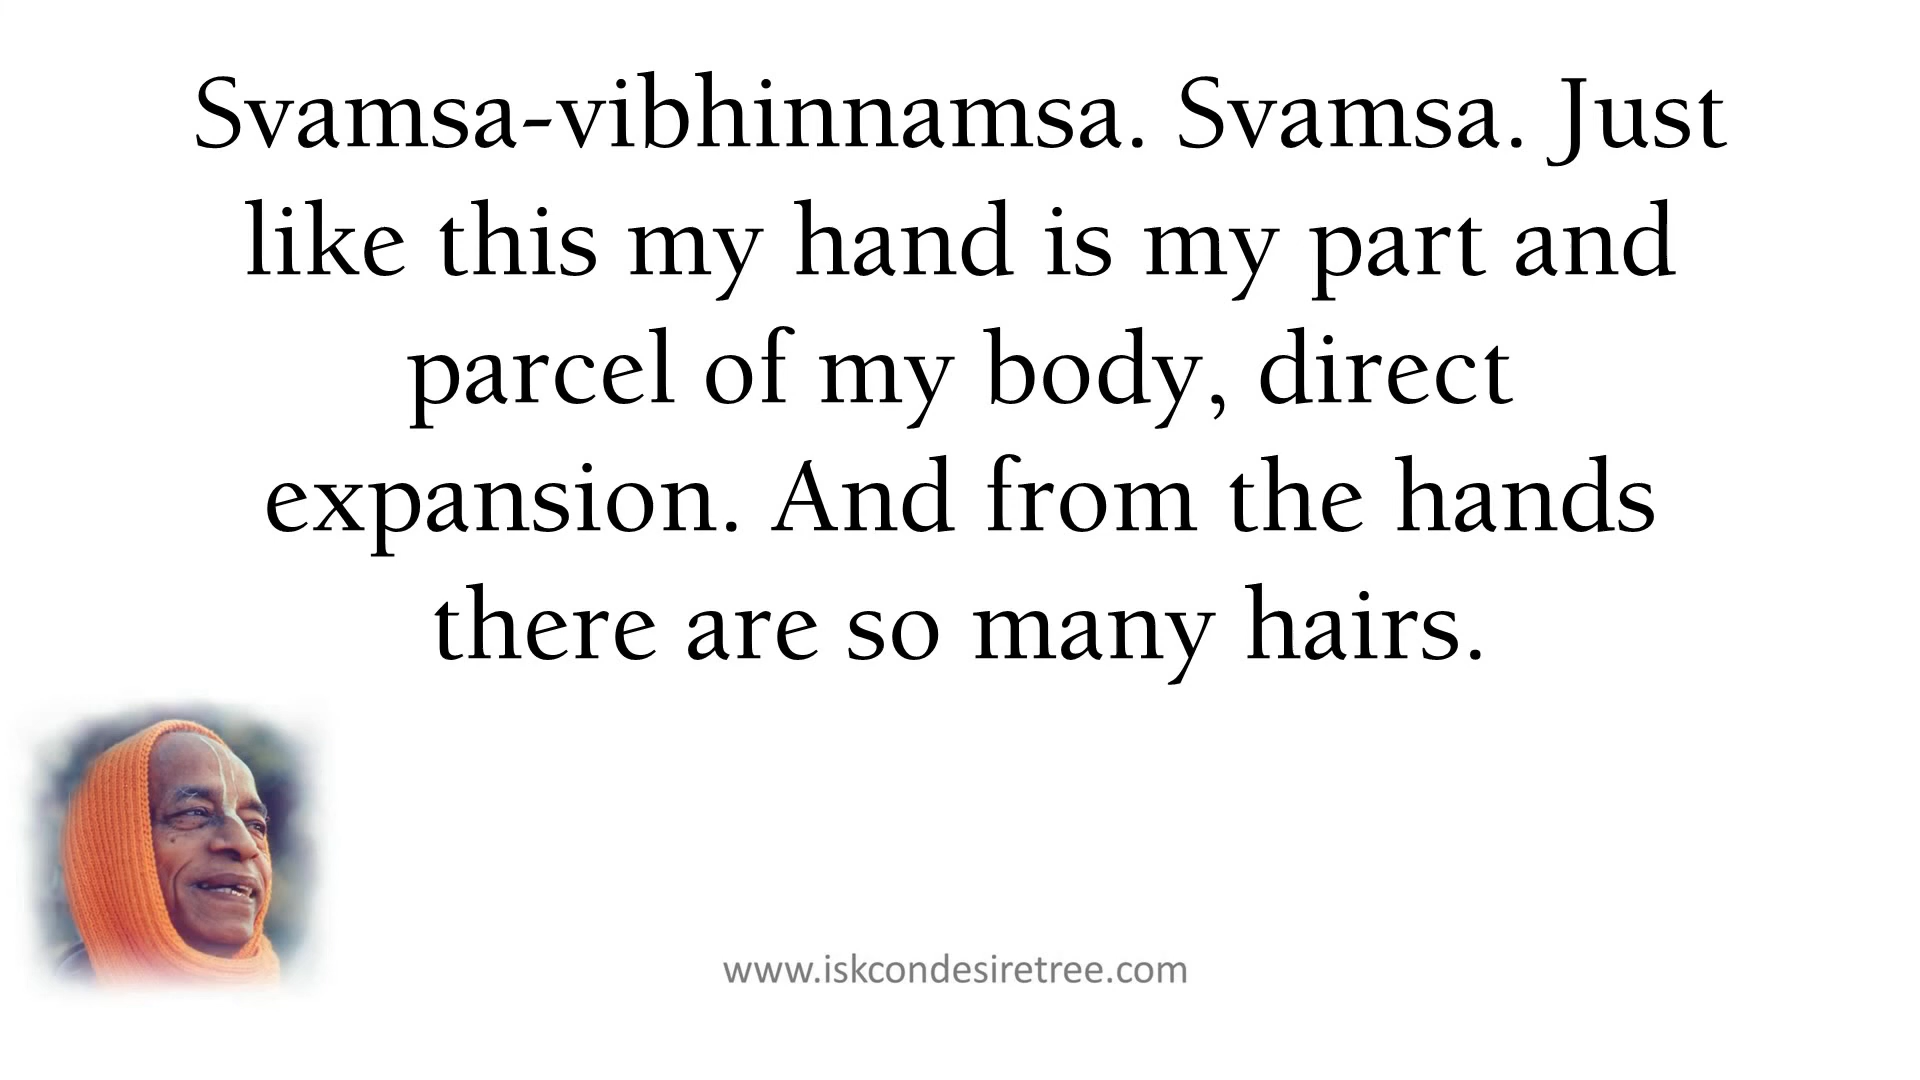 Svamsa-vibhinnamsa. Svamsa. Just
like this my hand is my part and
parcel of my body, direct
expansion. And from the hands
there are so many hairs.
www.iskcondesiretree.com